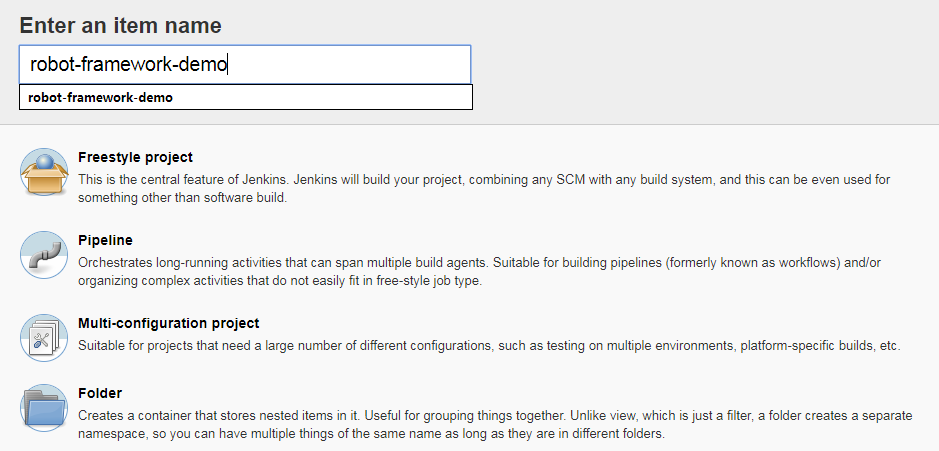 Enter an item name
robot-framework-demo
robot-framework-demo
Freestyle project
This is the central feature of Jenkins. Jenkins will build your project, combining any SCM with any build system, and this can be even used for
something other than software build.
Pipeline
Orchestrates long-running activities that can span multiple build agents. Suitable for building pipelines (formerly known as workflows) and/or
organizing complex activities that do not easily fit in free-style job type.
Multi-configuration project
Suitable for projects that need a large number of different configurations, such as testing on multiple environments, platform-specific builds, etc.
Folder
Creates a container that stores nested items in it. Useful for grouping things together. Unlike view, which is just a filter, a folder creates a separate
namespace, so you can have multiple things of the same name as long as they are in different folders.